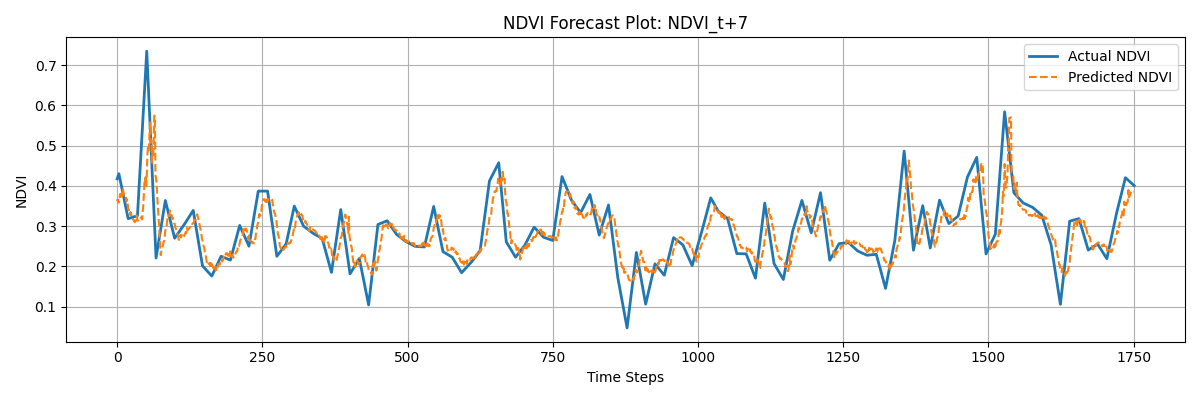 NDVI Forecast Plot: NDVI_t+7
Actual NDVI
Predicted NDVI
NDVI
0.7
0.6
0.5
0.4
0.3
0.2
0.1
0 250 500 750 1000 1250 1500 1750
Time Steps